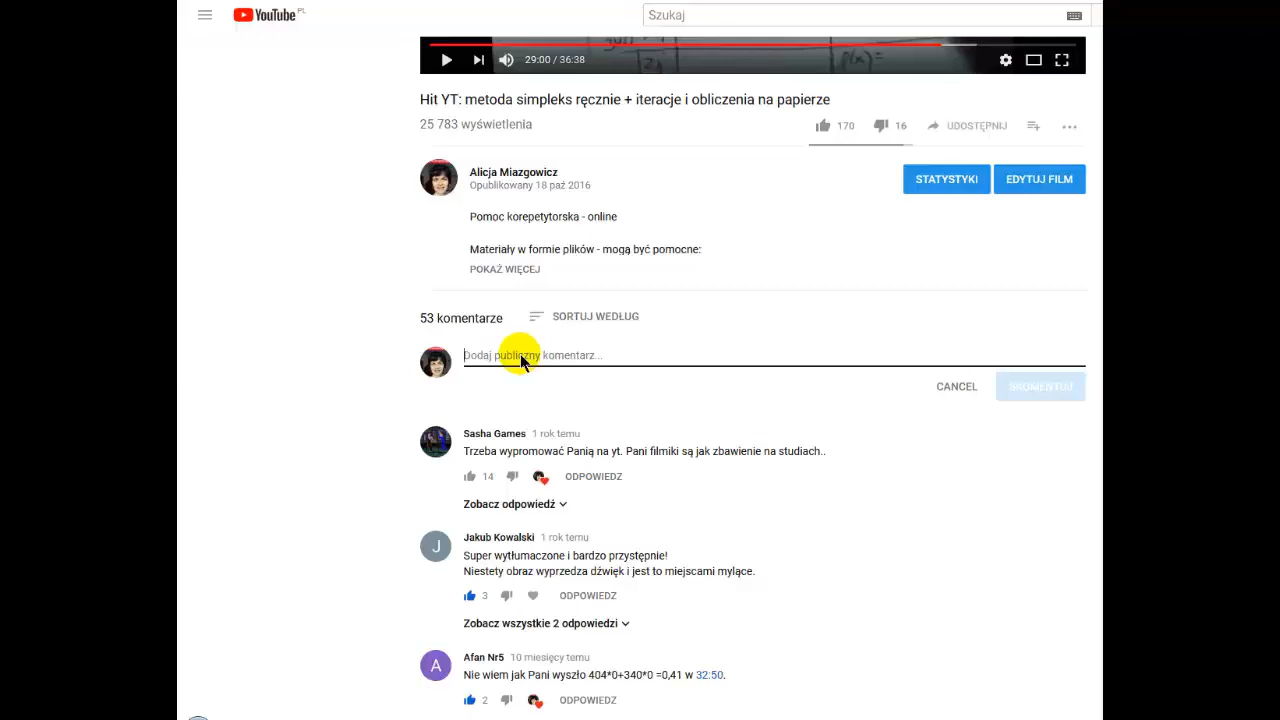 YouTube PL
Szukaj
29:00 / 36:38
Hit YT: metoda simpleks ręcznie + iteracje i obliczenia na papierze
25 783 wyświetlenia
170
16
UDOSTĘPNIJ
Alicja Miazgowicz
Opublikowany 18 paź 2016
STATYSTYKI
EDYTUJ FILM
Pomoc korepetytorska - online
Materiały w formie plików - mogą być pomocne:
POKAŻ WIĘCEJ
53 komentarze
SORTUJ WEDŁUG
Dodaj publiczny komentarz...
CANCEL
SKOMENTUJ
Sasha Games 1 rok temu
Trzeba wypromować Panią na yt. Pani filmiki są jak zbawienie na studiach..
14
ODPOWIEDZ
Zobacz odpowiedź
J
Jakub Kowalski 1 rok temu
Super wytłumaczone i bardzo przystępnie!
Niestety obraz wyprzedza dźwięk i jest to miejscami mylące.
3
ODPOWIEDZ
Zobacz wszystkie 2 odpowiedzi
A
Afan Nr5 10 miesięcy temu
Nie wiem jak Pani wyszło 404*0+340*0 =0,41 w 32:50.
2
ODPOWIEDZ